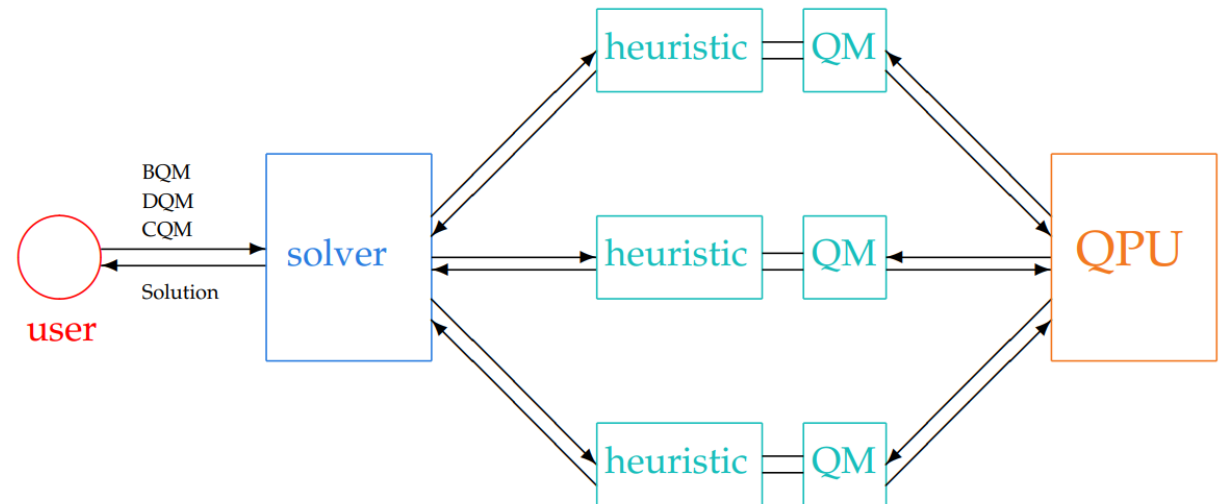 heuristic
QM
BQM
DQM
CQM
solver
Solution
user
heuristic
QM
QPU
heuristic
QM